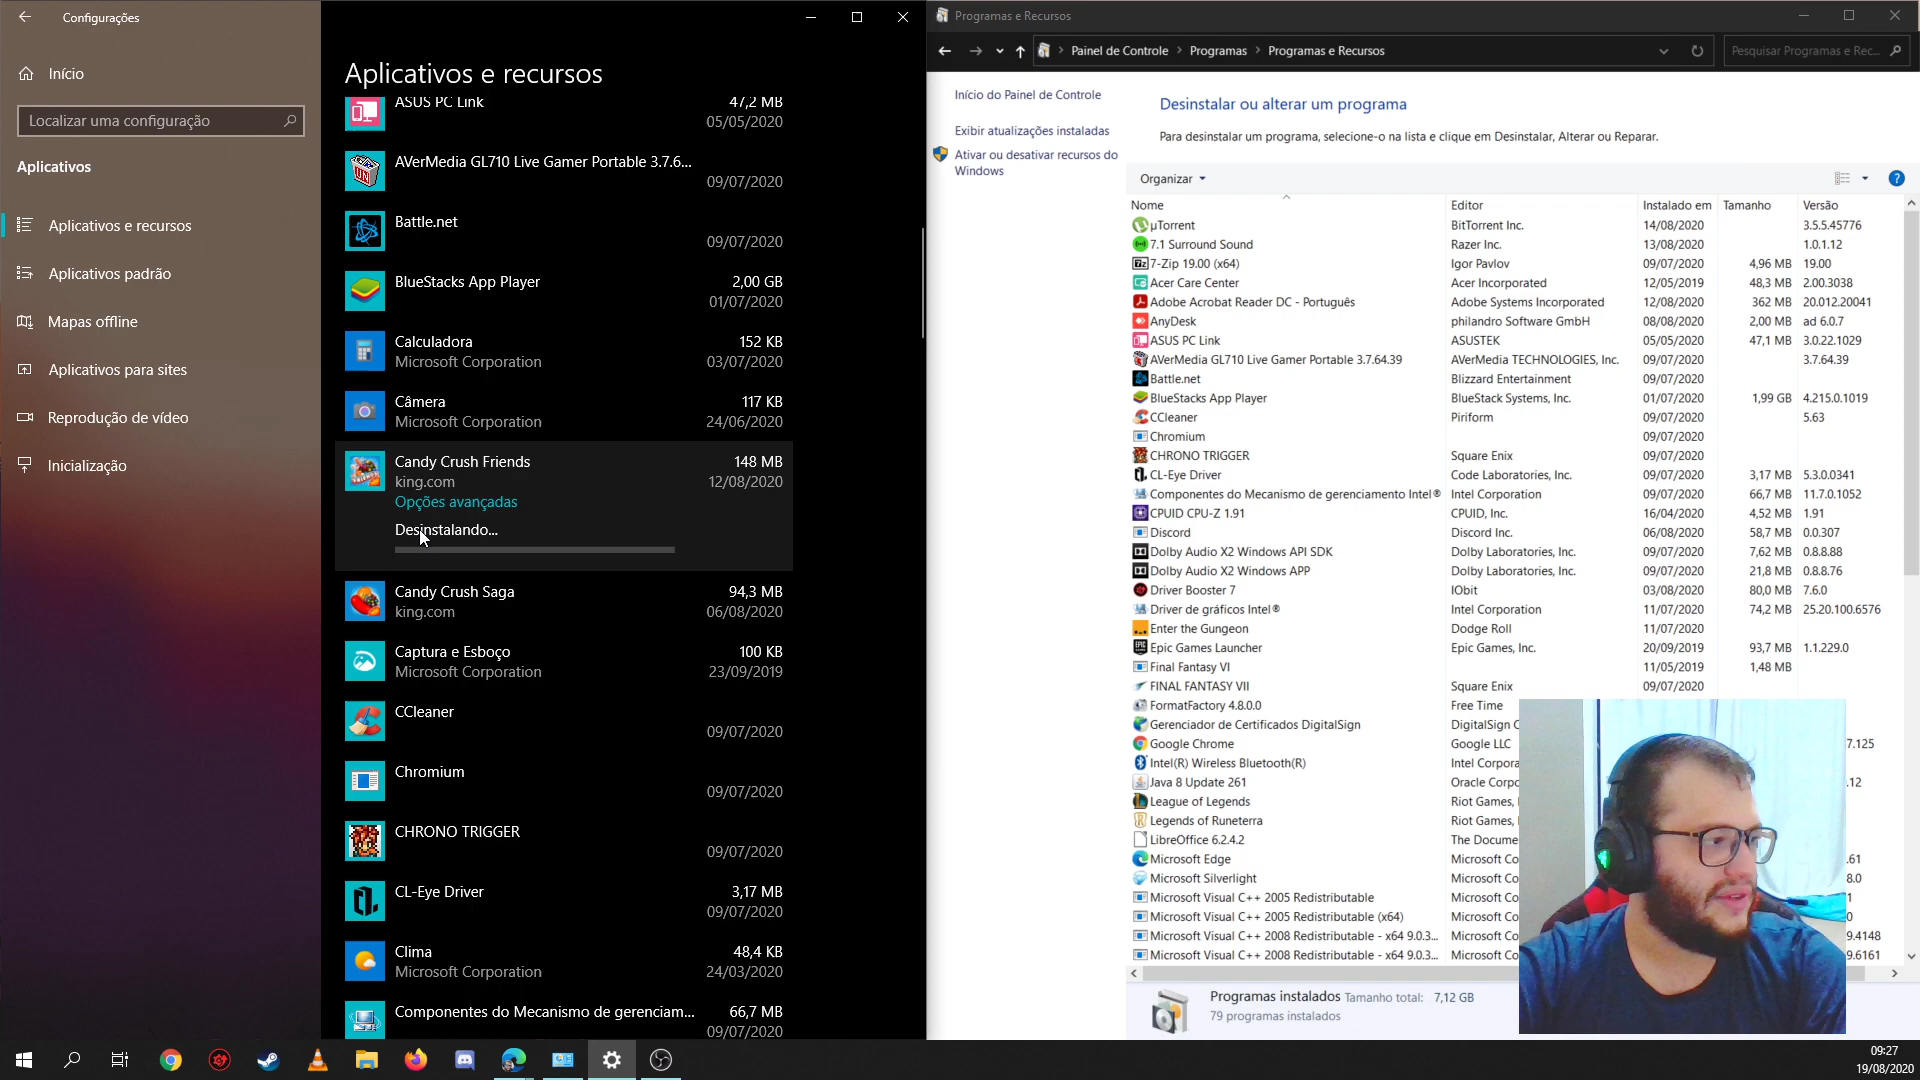 Configurações
Início
Localizar uma configuração
Aplicativos
Aplicativos e recursos
Aplicativos padrão
Mapas offline
Aplicativos para sites
Reprodução de vídeo
Inicialização
Aplicativos e recursos
ASUS PC Link 47,2 MB
05/05/2020
AVerMedia GL710 Live Gamer Portable 3.7.6...
09/07/2020
Battle.net
09/07/2020
BlueStacks App Player 2,00 GB
01/07/2020
Calculadora 152 KB
Microsoft Corporation 03/07/2020
Câmera 117 KB
Microsoft Corporation 24/06/2020
Candy Crush Friends 148 MB
king.com 12/08/2020
Opções avançadas
Desinstalando...
Candy Crush Saga 94,3 MB
king.com 06/08/2020
Captura e Esboço 100 KB
Microsoft Corporation 23/09/2019
CCleaner
09/07/2020
Chromium
09/07/2020
CHRONO TRIGGER
09/07/2020
CL-Eye Driver 3,17 MB
09/07/2020
Clima 48,4 KB
Microsoft Corporation 24/03/2020
Componentes do Mecanismo de gerenciam... 66,7 MB
09/07/2020
Programas e Recursos
Painel de Controle > Programas > Programas e Recursos
Pesquisar Programas e Rec...
Início do Painel de Controle
Exibir atualizações instaladas
Ativar ou desativar recursos do
Windows
Desinstalar ou alterar um programa
Para desinstalar um programa, selecione-o na lista e clique em Desinstalar, Alterar ou Reparar.
Organizar
Nome Editor Instalado em Tamanho Versão
µTorrent BitTorrent Inc. 14/08/2020 3.5.5.45776
7.1 Surround Sound Razer Inc. 13/08/2020 1.0.1.12
7-Zip 19.00 (x64) Igor Pavlov 09/07/2020 4,96 MB 19.00
Acer Care Center Acer Incorporated 12/05/2019 48,3 MB 2.00.3038
Adobe Acrobat Reader DC - Português Adobe Systems Incorporated 12/08/2020 362 MB 20.012.20041
AnyDesk philandro Software GmbH 08/08/2020 2,00 MB ad 6.0.7
ASUS PC Link ASUSTEK 05/05/2020 47,1 MB 3.0.22.1029
AVerMedia GL710 Live Gamer Portable 3.7.64.39 AVerMedia TECHNOLOGIES, Inc. 09/07/2020 3.7.64.39
Battle.net Blizzard Entertainment 09/07/2020
BlueStacks App Player BlueStack Systems, Inc. 01/07/2020 1,99 GB 4.215.0.1019
CCleaner Piriform 09/07/2020 5.63
Chromium 09/07/2020
CHRONO TRIGGER Square Enix 09/07/2020
CL-Eye Driver Code Laboratories, Inc. 09/07/2020 3,17 MB 5.3.0.0341
Componentes do Mecanismo de gerenciamento Intel® Intel Corporation 09/07/2020 66,7 MB 11.7.0.1052
CPUID CPU-Z 1.91 CPUID, Inc. 16/04/2020 4,52 MB 1.91
Discord Discord Inc. 06/08/2020 58,7 MB 0.0.307
Dolby Audio X2 Windows API SDK Dolby Laboratories, Inc. 09/07/2020 7,62 MB 0.8.8.88
Dolby Audio X2 Windows APP Dolby Laboratories, Inc. 09/07/2020 21,8 MB 0.8.8.76
Driver Booster 7 IObit 03/08/2020 80,0 MB 7.6.0
Driver de gráficos Intel® Intel Corporation 11/07/2020 74,2 MB 25.20.100.6576
Enter the Gungeon Dodge Roll 11/07/2020
Epic Games Launcher Epic Games, Inc. 20/09/2019 93,7 MB 1.1.229.0
Final Fantasy VI 11/05/2019 1,48 MB
FINAL FANTASY VII Square Enix 09/07/2020
FormatFactory 4.8.0.0 Free Time
Gerenciador de Certificados DigitalSign DigitalSign C
Google Chrome Google LLC 7.125
Intel(R) Wireless Bluetooth(R) Intel Corpora
Java 8 Update 261 Oracle Corpo .12
League of Legends Riot Games, I
Legends of Runeterra Riot Games, I
LibreOffice 6.2.4.2 The Docume
Microsoft Edge Microsoft Co .61
Microsoft Silverlight Microsoft Co 8.0
Microsoft Visual C++ 2005 Redistributable Microsoft Co 1
Microsoft Visual C++ 2005 Redistributable (x64) Microsoft Co 0
Microsoft Visual C++ 2008 Redistributable - x64 9.0.3... Microsoft Co 9.4148
Microsoft Visual C++ 2008 Redistributable - x64 9.0.3... Microsoft Co 9.6161
Programas instalados Tamanho total: 7,12 GB
79 programas instalados
09:27
19/08/2020